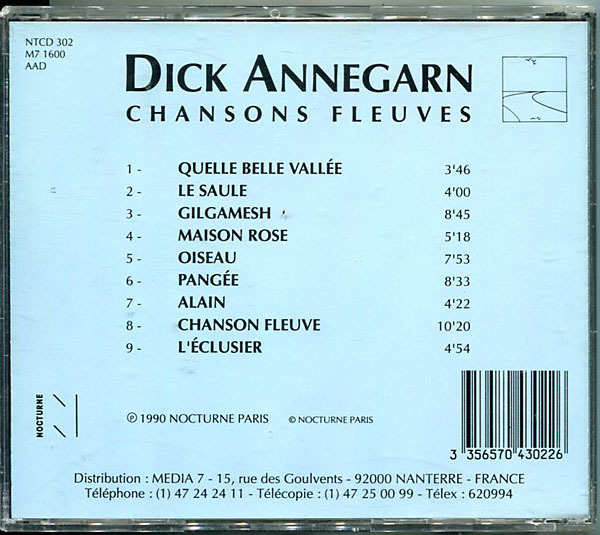 NTCD 302
M7 1600
AAD
DICK ANNEGARN
CHANSONS FLEUVES
1 - QUELLE BELLE VALLÉE 3'46
2 - LE SAULE 4'00
3 - GILGAMESH 8'45
4 - MAISON ROSE 5'18
5 - OISEAU 7'53
6 - PANGÉE 8'33
7 - ALAIN 4'22
8 - CHANSON FLEUVE 10'20
9 - L'ÉCLUSIER 4'54
NOCTURNE
℗ 1990 NOCTURNE PARIS © NOCTURNE PARIS
3 356570 430226
Distribution : MEDIA 7 - 15, rue des Goulvents - 92000 NANTERRE - FRANCE
Téléphone : (1) 47 24 24 11 - Télécopie : (1) 47 25 00 99 - Télex : 620994